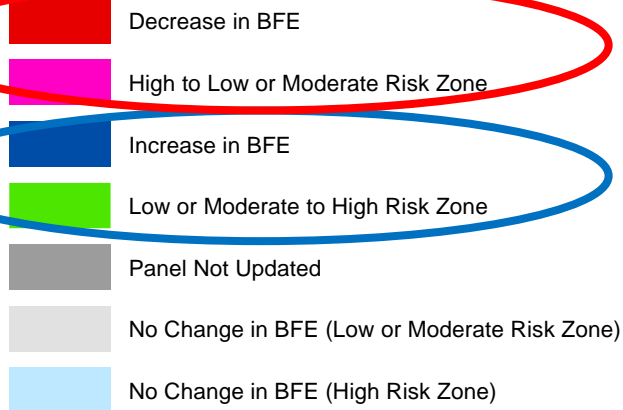 Decrease in BFE
High to Low or Moderate Risk Zone
Increase in BFE
Low or Moderate to High Risk Zone
Panel Not Updated
No Change in BFE (Low or Moderate Risk Zone)
No Change in BFE (High Risk Zone)